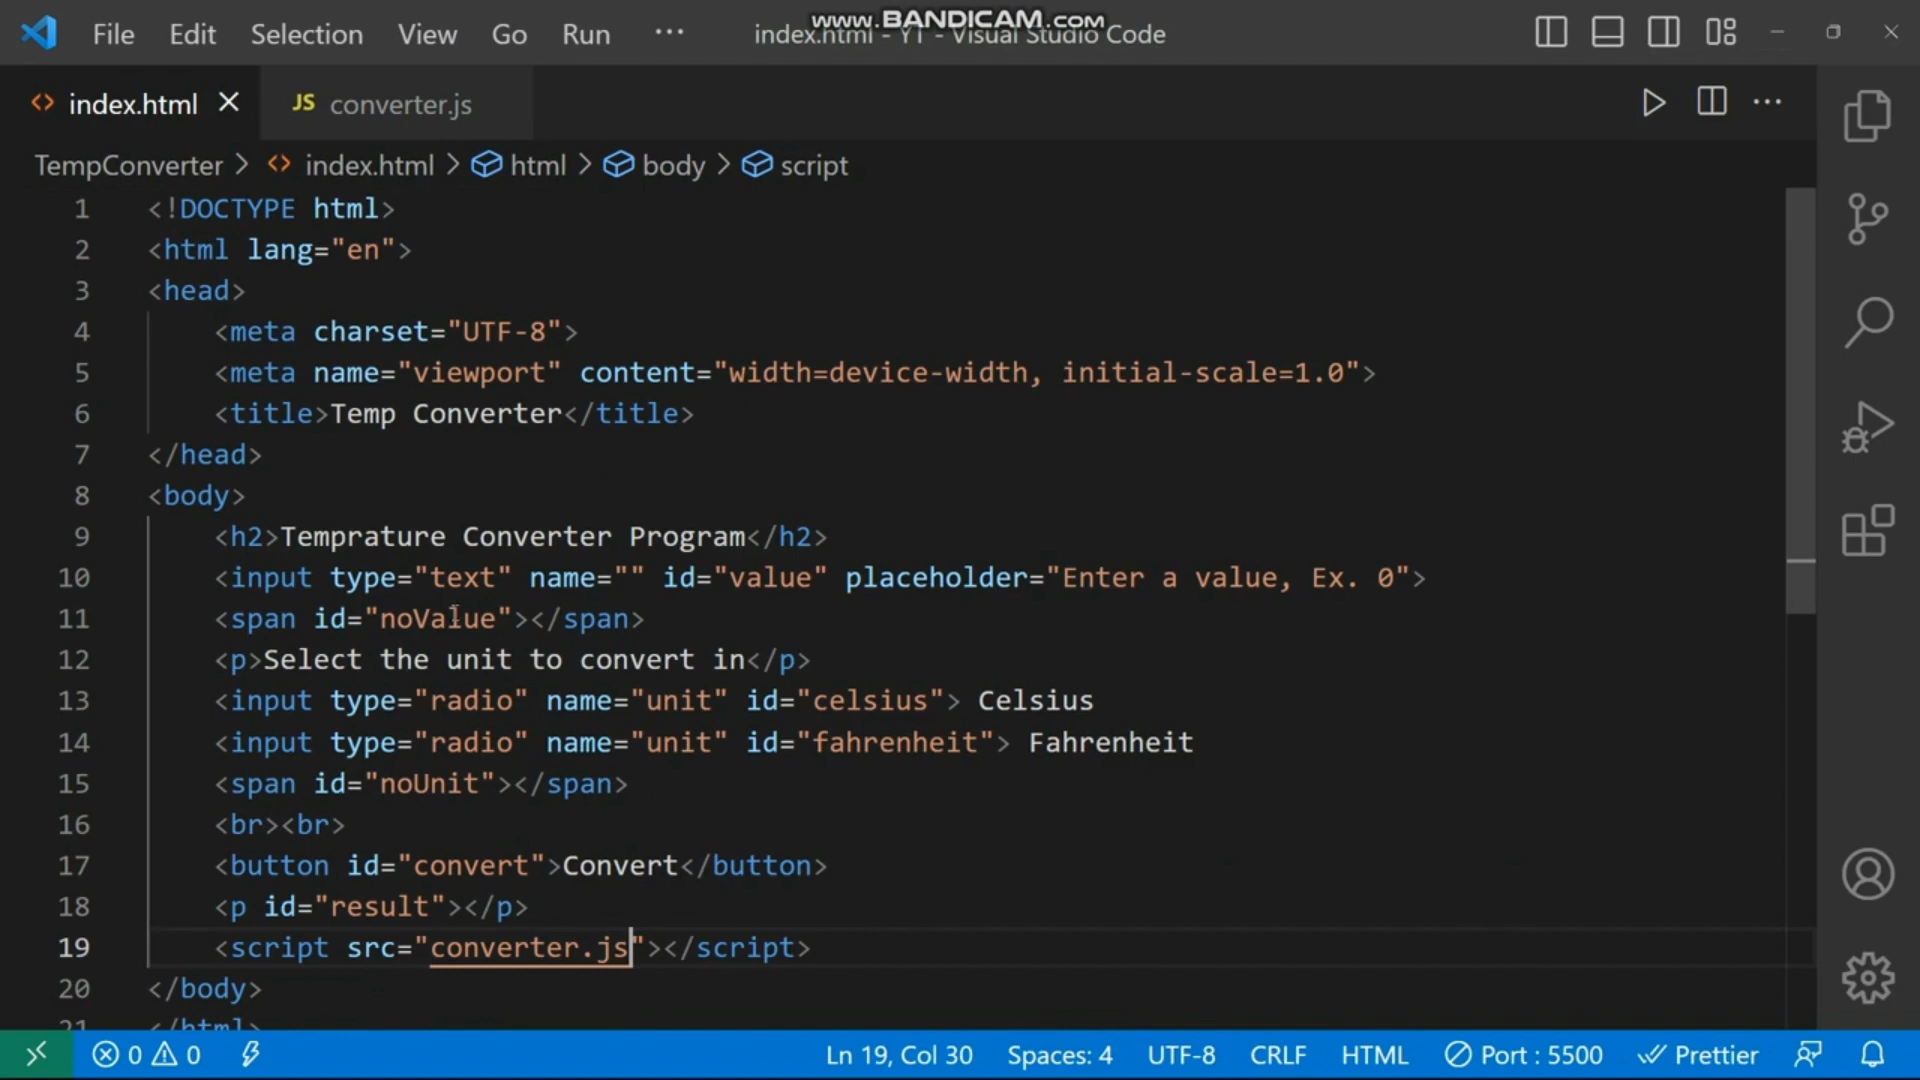 www.BANDICAM.com
File Edit Selection View Go Run ··· index.html - YT - Visual Studio Code
index.html JS converter.js
TempConverter > index.html > html > body > script
1 <!DOCTYPE html>
2 <html lang="en">
3 <head>
4 <meta charset="UTF-8">
5 <meta name="viewport" content="width=device-width, initial-scale=1.0">
6 <title>Temp Converter</title>
7 </head>
8 <body>
9 <h2>Temprature Converter Program</h2>
10 <input type="text" name="" id="value" placeholder="Enter a value, Ex. 0">
11 <span id="noValue"></span>
12 <p>Select the unit to convert in</p>
13 <input type="radio" name="unit" id="celsius"> Celsius
14 <input type="radio" name="unit" id="fahrenheit"> Fahrenheit
15 <span id="noUnit"></span>
16 <br><br>
17 <button id="convert">Convert</button>
18 <p id="result"></p>
19 <script src="converter.js"></script>
20 </body>
21 </html>
0 0 Ln 19, Col 30 Spaces: 4 UTF-8 CRLF HTML Port : 5500 Prettier